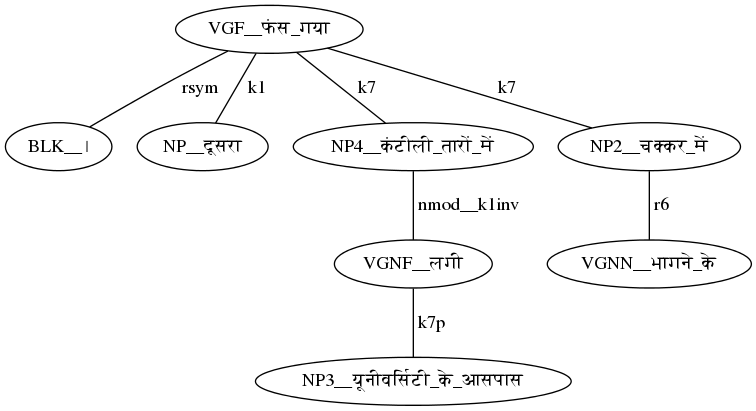 VGF__फंस_गया
rsym k1 k7 k7
BLK__। NP__दूसरा NP4__कंटीली_तारों_में NP2__चक्कर_में
nmod__k1inv r6
VGNF__लगी VGNN__भागने_के
k7p
NP3__यूनीवर्सिटी_के_आसपास